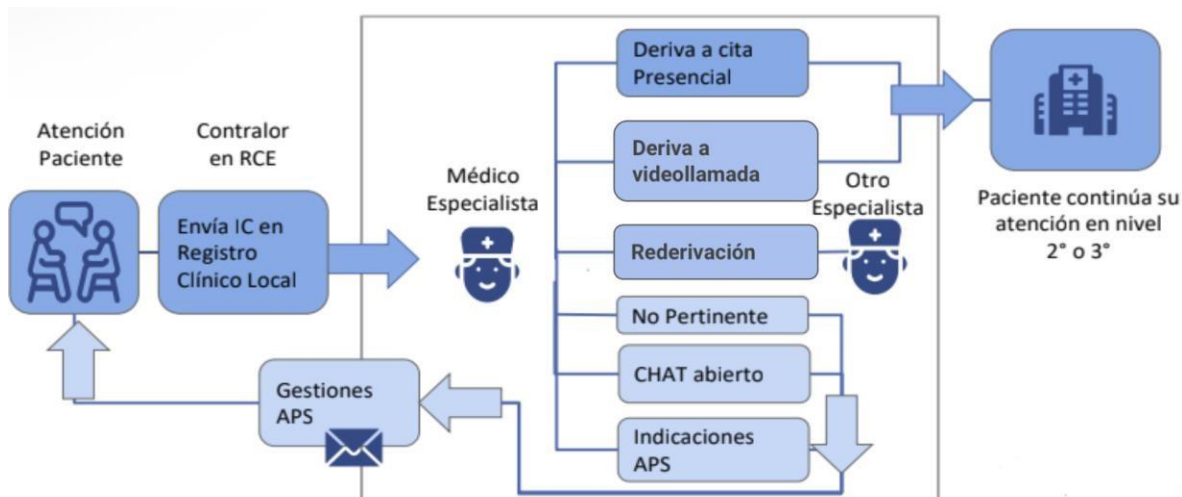 Atención
Paciente
Contralor
en RCE
Envía IC en
Registro
Clínico Local
Médico
Especialista
Deriva a cita
Presencial
Deriva a
videollamada
Otro
Especialista
Rederivación
No Pertinente
CHAT abierto
Indicaciones
APS
Gestiones
APS
Paciente continúa su
atención en nivel
2° o 3°